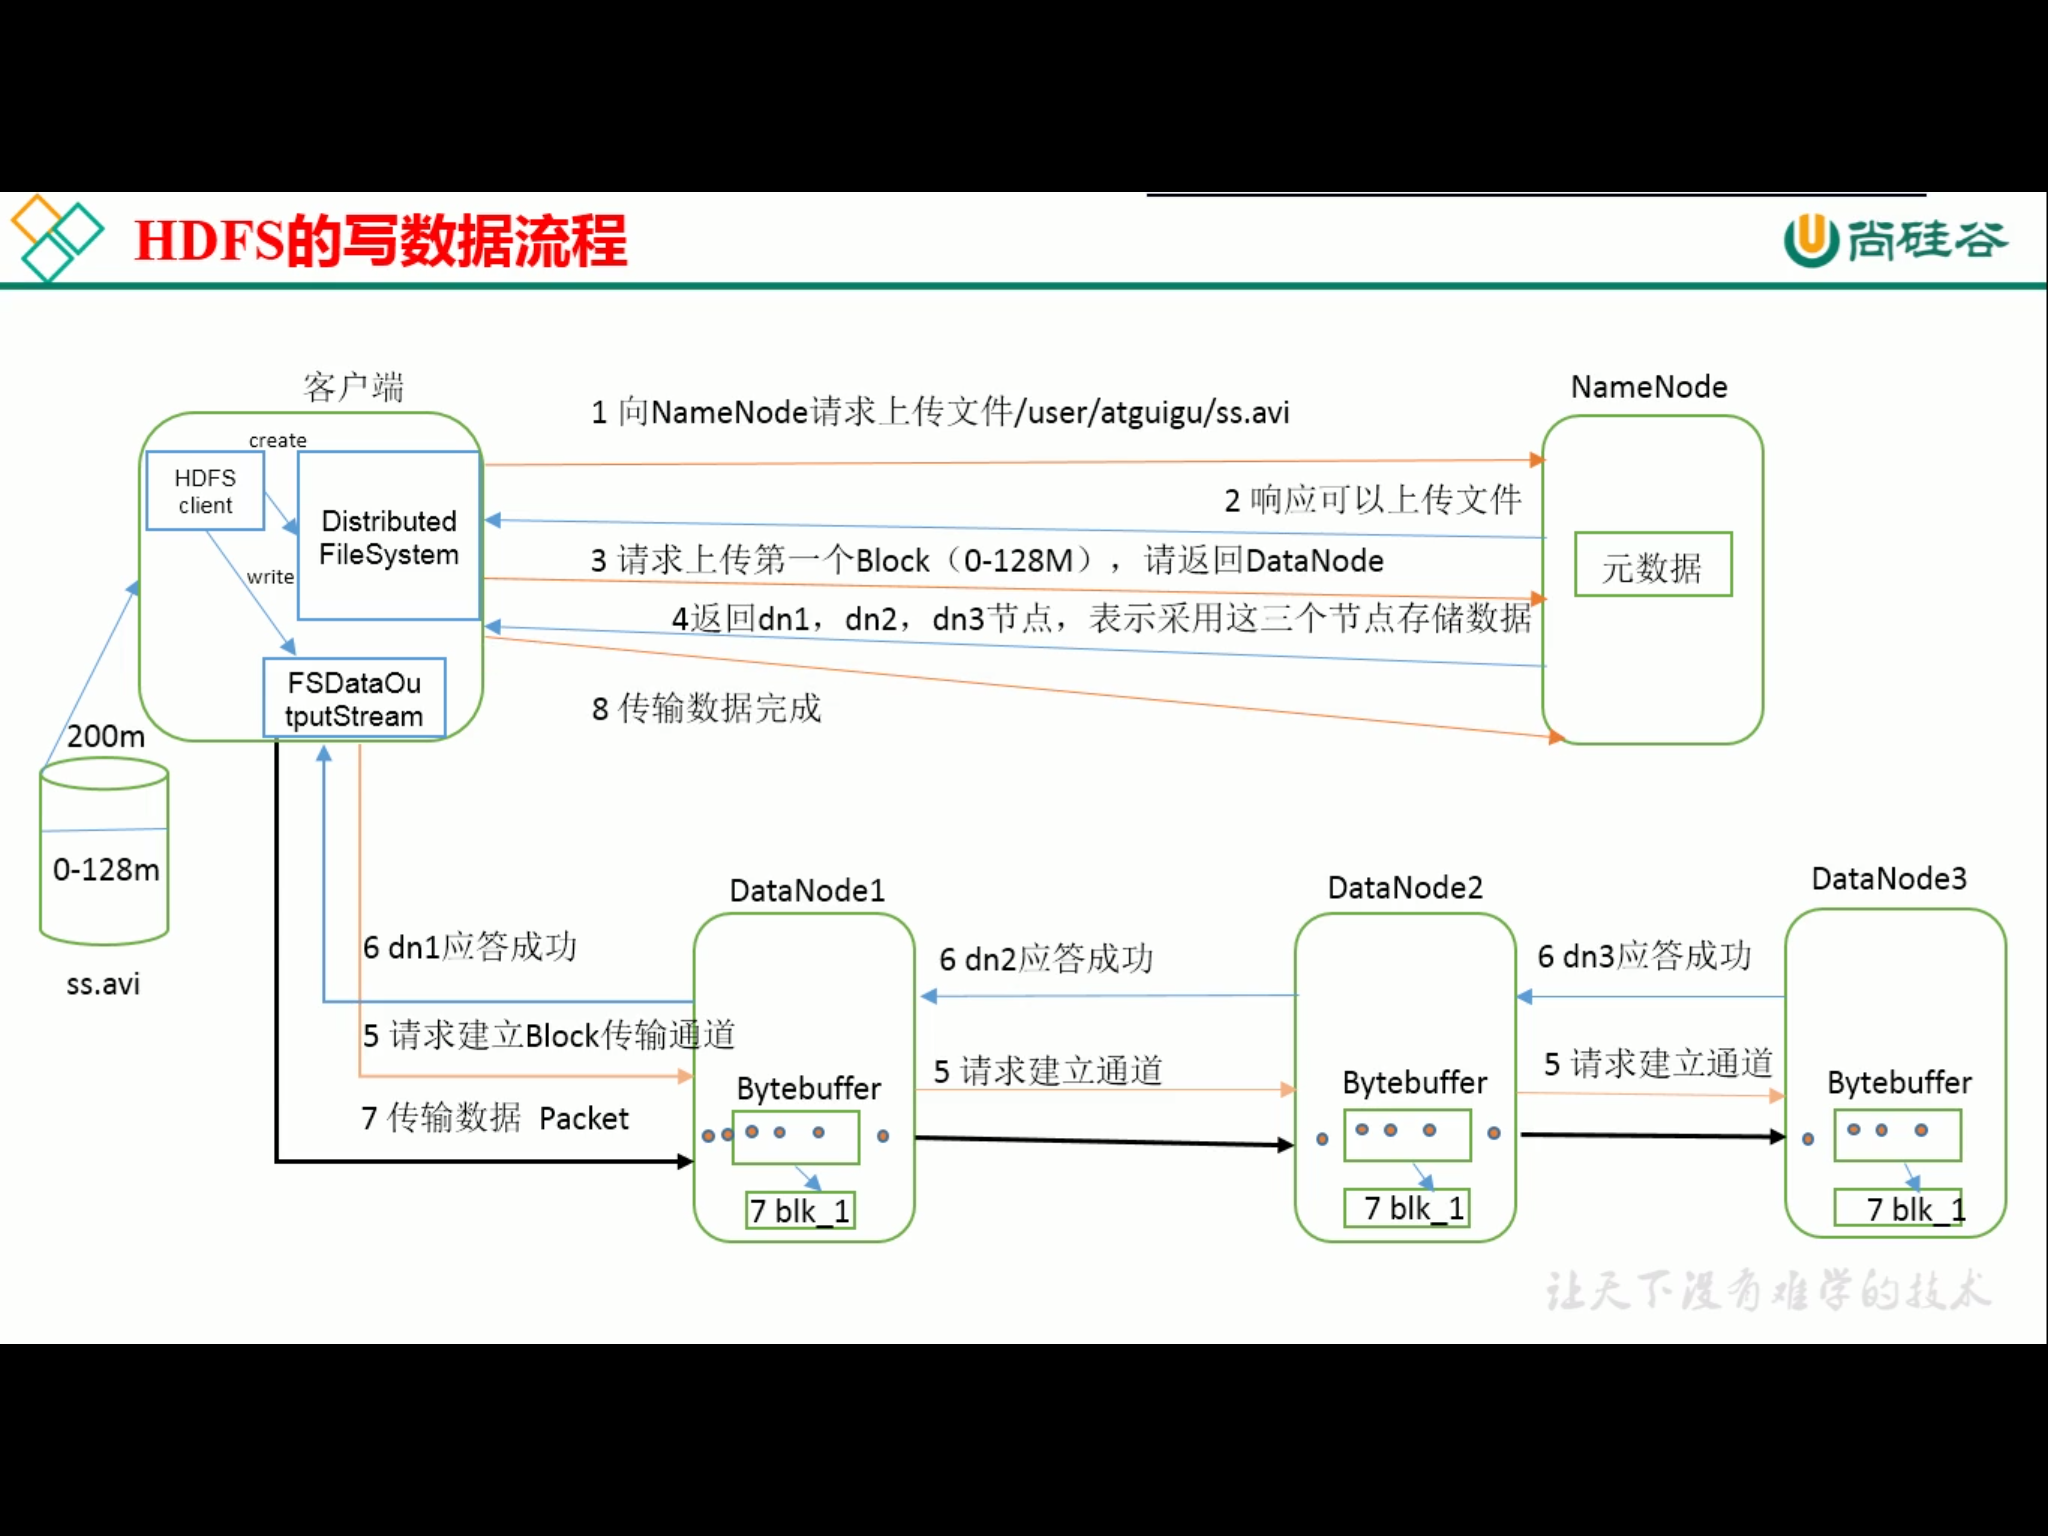 HDFS的写数据流程
尚硅谷
客户端
NameNode
create
HDFS
client
Distributed
FileSystem
write
FSDataOu
tputStream
1 向NameNode请求上传文件/user/atguigu/ss.avi
2 响应可以上传文件
3 请求上传第一个Block（0-128M），请返回DataNode
4返回dn1，dn2，dn3节点，表示采用这三个节点存储数据
8 传输数据完成
元数据
200m
0-128m
ss.avi
DataNode1
DataNode2
DataNode3
6 dn1应答成功
6 dn2应答成功
6 dn3应答成功
5 请求建立Block传输通道
5 请求建立通道
5 请求建立通道
7 传输数据 Packet
Bytebuffer
Bytebuffer
Bytebuffer
7 blk_1
7 blk_1
7 blk_1
让天下没有难学的技术